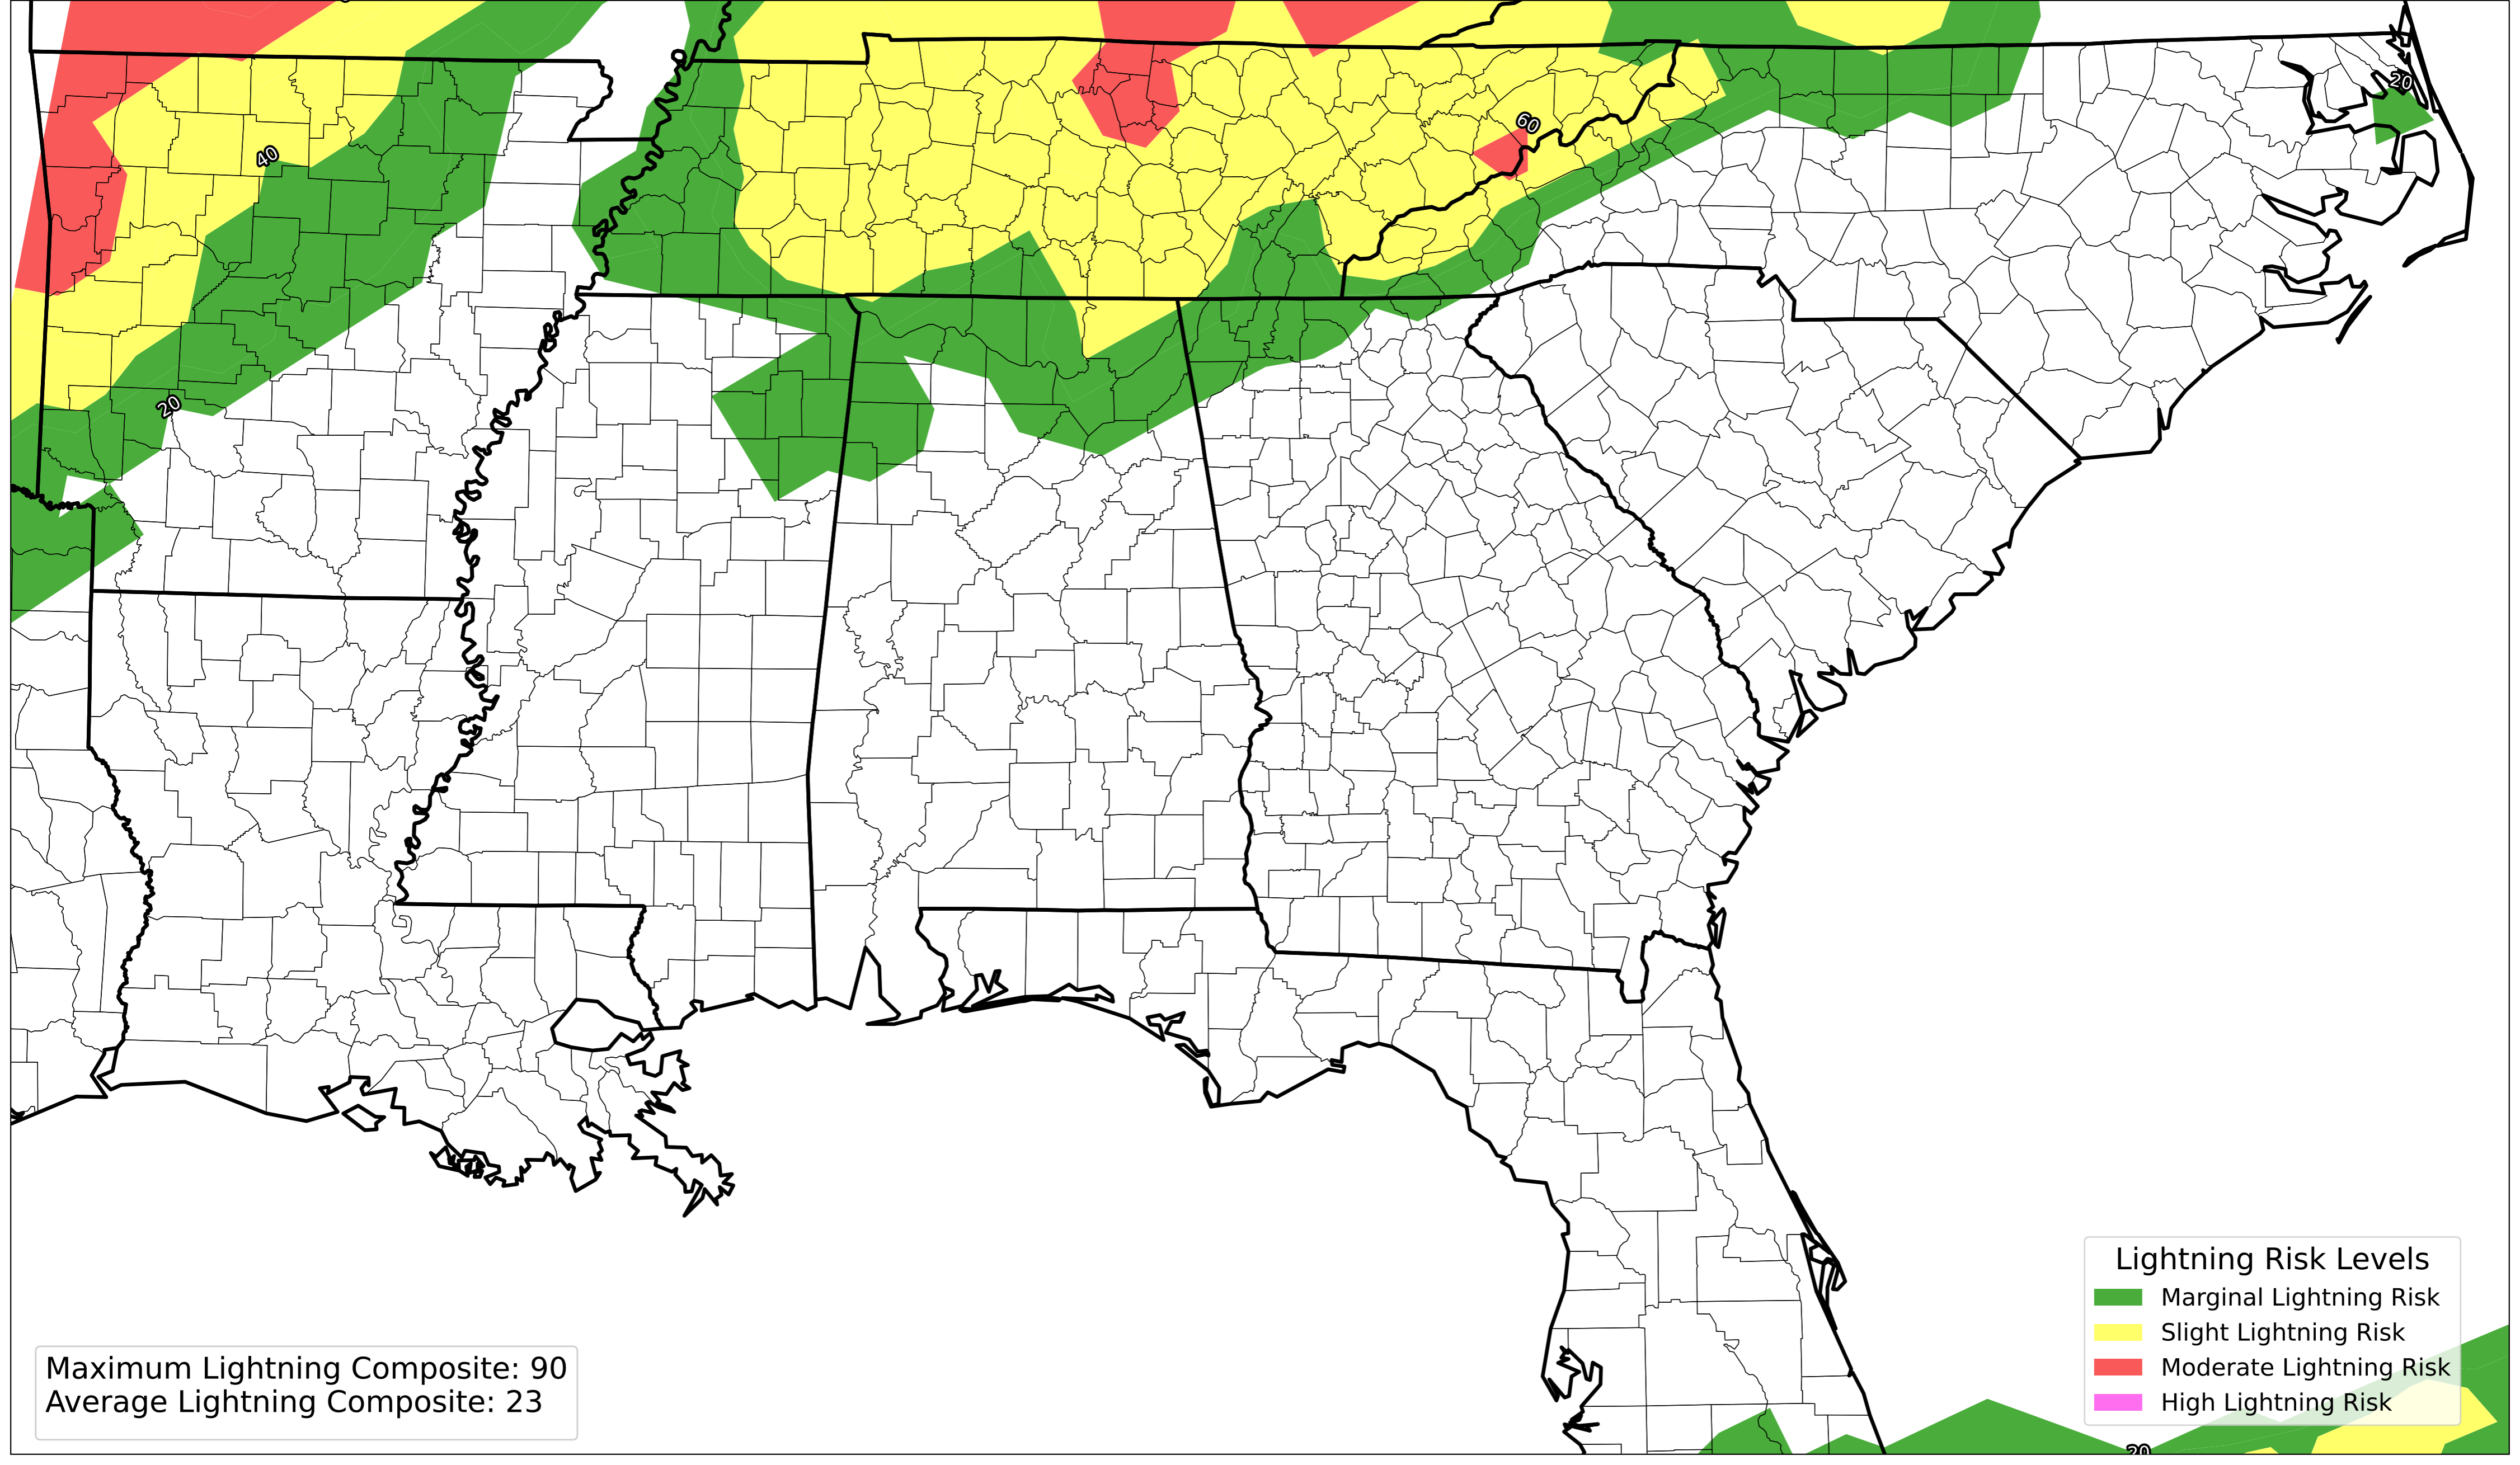 20
60
40
20
Lightning Risk Levels
Marginal Lightning Risk
Slight Lightning Risk
Moderate Lightning Risk
High Lightning Risk
Maximum Lightning Composite: 90
Average Lightning Composite: 23
20